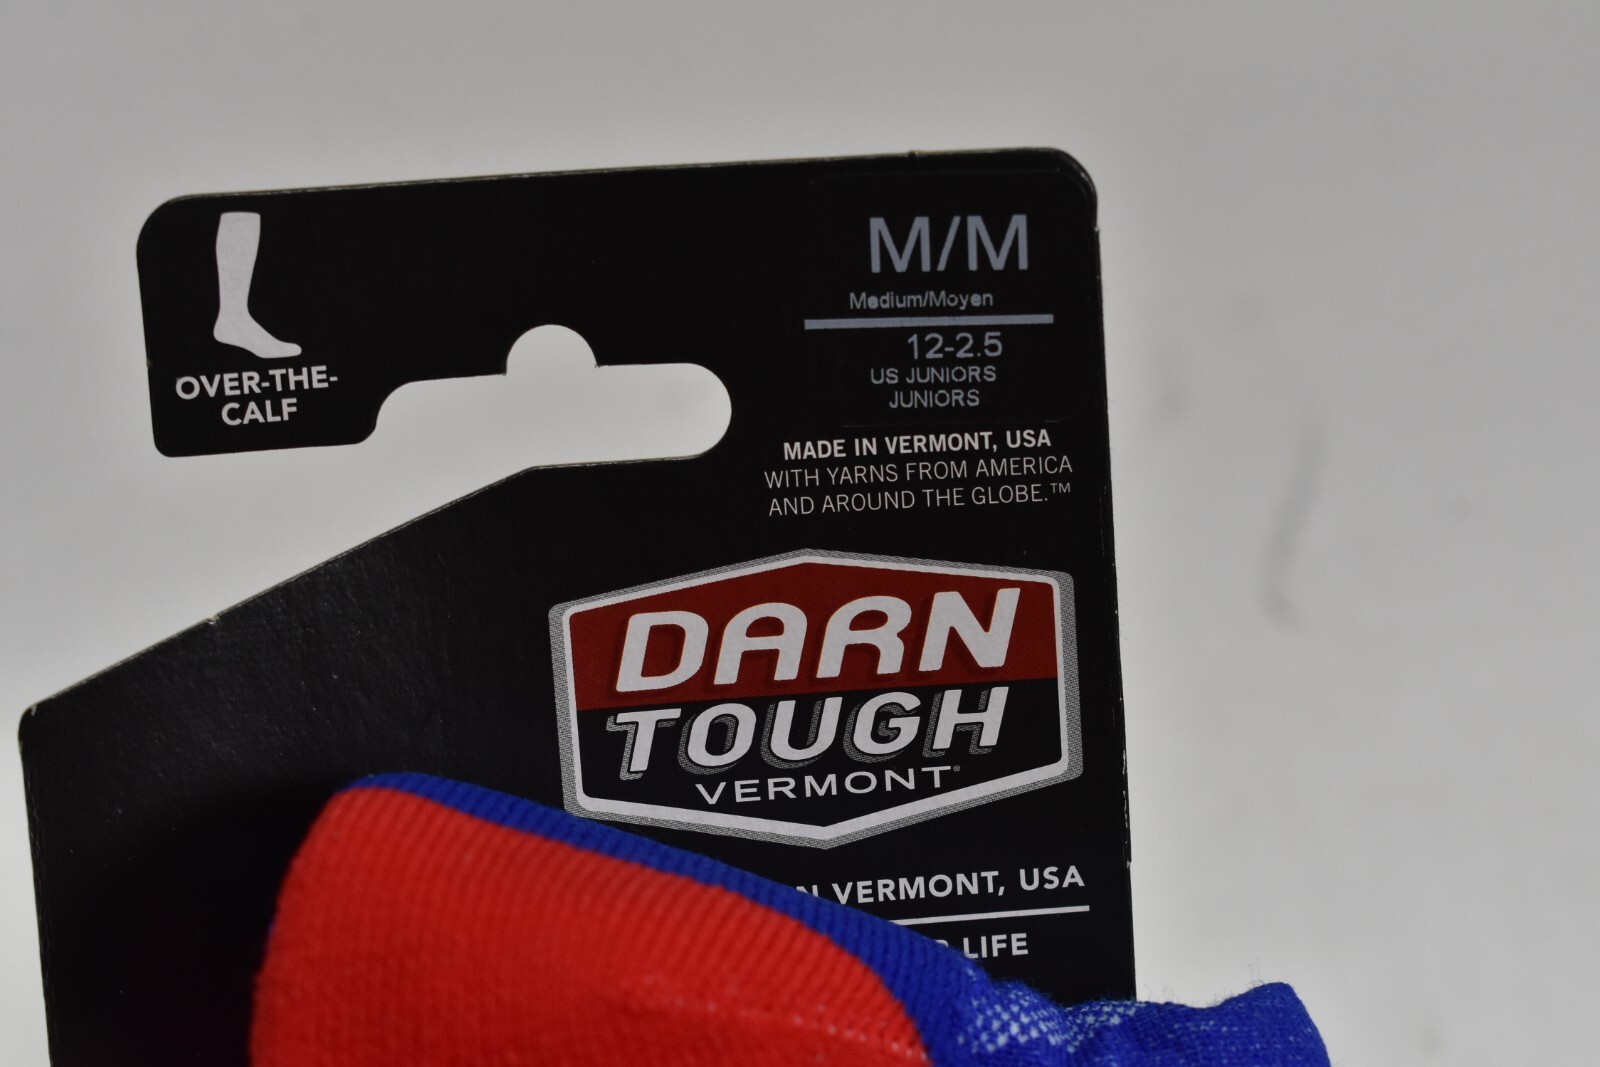 OVER-THE-
CALF
M/M
Medium/Moyen
12-2.5
US JUNIORS
JUNIORS
MADE IN VERMONT, USA
WITH YARNS FROM AMERICA
AND AROUND THE GLOBE.™
DARN
TOUGH
VERMONT
VERMONT, USA
LIFE